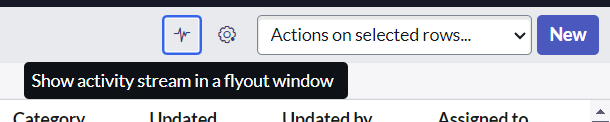 Actions on selected rows... New
Show activity stream in a flyout window
Category Updated Updated by Assigned to